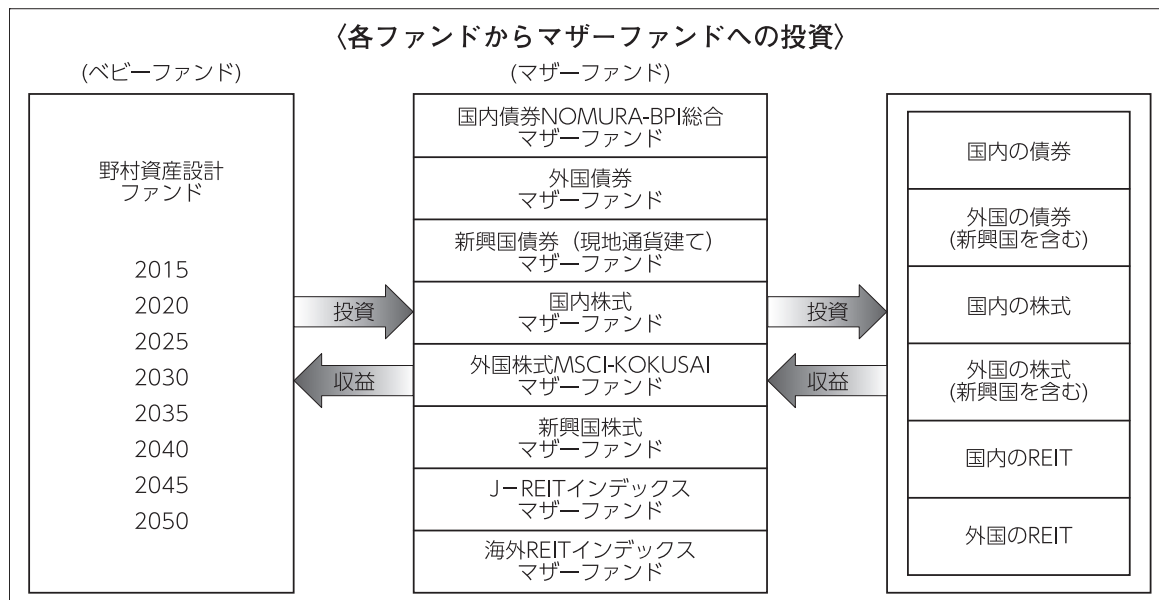 〈各ファンドからマザーファンドへの投資〉
(ベビーファンド)
野村資産設計
ファンド
2015
2020
2025
2030
2035
2040
2045
2050
投資
収益
(マザーファンド)
国内債券NOMURA-BPI総合
マザーファンド
外国債券
マザーファンド
新興国債券（現地通貨建て）
マザーファンド
国内株式
マザーファンド
外国株式MSCI-KOKUSAI
マザーファンド
新興国株式
マザーファンド
J－REITインデックス
マザーファンド
海外REITインデックス
マザーファンド
投資
収益
国内の債券
外国の債券
(新興国を含む)
国内の株式
外国の株式
(新興国を含む)
国内のREIT
外国のREIT